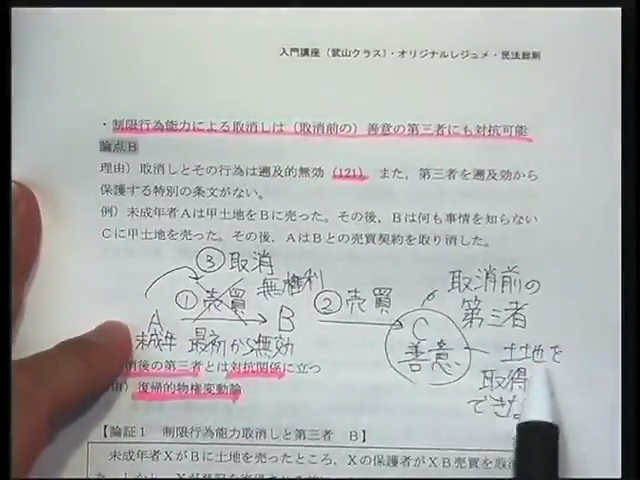 入門講座（武山クラス）・オリジナルレジュメ・民法総則
・制限行為能力による取消しは（取消前の）善意の第三者にも対抗可能
論点B
理由）取消しとその行為は遡及的無効（121）。また，第三者を遡及効から
保護する特別の条文がない。
例）未成年者Aは甲土地をBに売った。その後，Bは何も事情を知らない
Cに甲土地を売った。その後，AはBとの売買契約を取り消した。
③取消
無権利
①売買
②売買
取消前の
第三者
A
B
C
未成年
最初から無効
善意
土地を
取得
でき
消後の第三者とは対抗関係に立つ
）復帰的物権変動論
【論証1 制限行為能力取消しと第三者 B】
未成年者XがBに土地を売ったところ，Xの保護者がXB売買を取